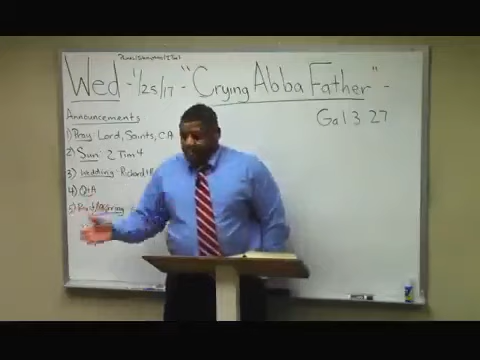 Wed - 1/25/17 - "Crying Abba Father" -
Gal 3 27
Announcements
1) Pray: Lord, Saints, CA
2) Sun: 2 Tim 4
3) Wedding: Richard +
4) Q+A
5)